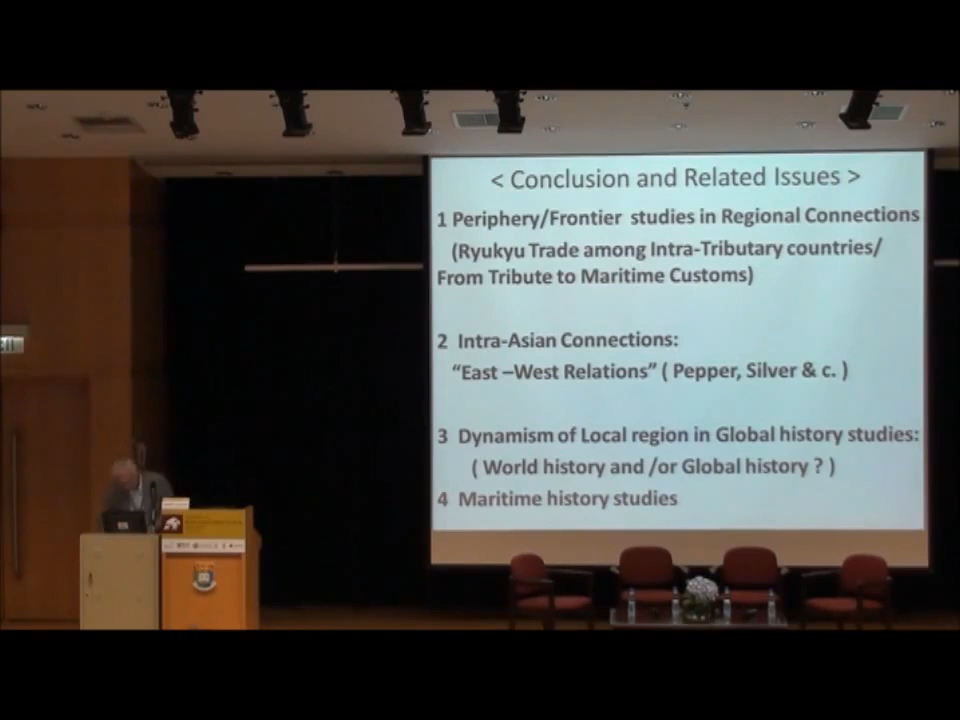 < Conclusion and Related Issues >
1 Periphery/Frontier studies in Regional Connections
(Ryukyu Trade among Intra-Tributary countries/
From Tribute to Maritime Customs)
2 Intra-Asian Connections:
“East –West Relations” ( Pepper, Silver & c. )
3 Dynamism of Local region in Global history studies:
( World history and /or Global history ? )
4 Maritime history studies